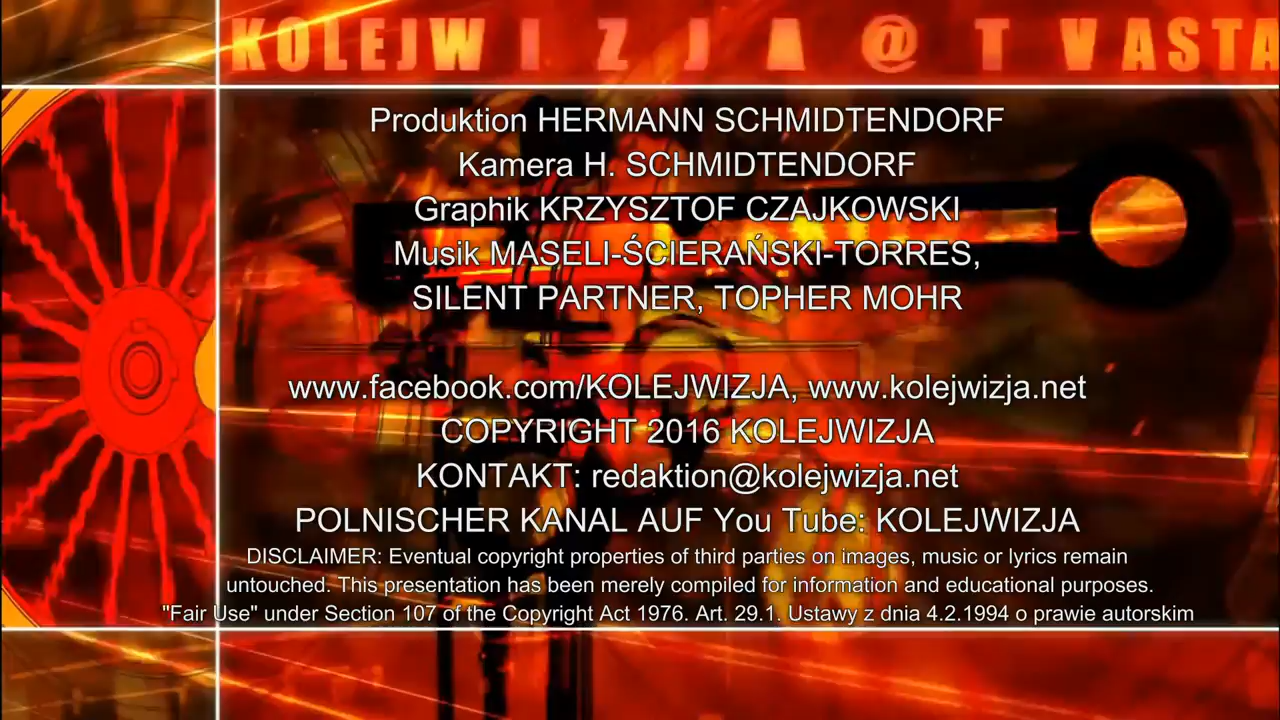 KOLEJWIZJA@TVASTA
Produktion HERMANN SCHMIDTENDORF
Kamera H. SCHMIDTENDORF
Graphik KRZYSZTOF CZAJKOWSKI
Musik MASELI-ŚCIERAŃSKI-TORRES,
SILENT PARTNER, TOPHER MOHR
www.facebook.com/KOLEJWIZJA, www.kolejwizja.net
COPYRIGHT 2016 KOLEJWIZJA
KONTAKT: redaktion@kolejwizja.net
POLNISCHER KANAL AUF You Tube: KOLEJWIZJA
DISCLAIMER: Eventual copyright properties of third parties on images, music or lyrics remain
untouched. This presentation has been merely compiled for information and educational purposes.
"Fair Use" under Section 107 of the Copyright Act 1976. Art. 29.1. Ustawy z dnia 4.2.1994 o prawie autorskim